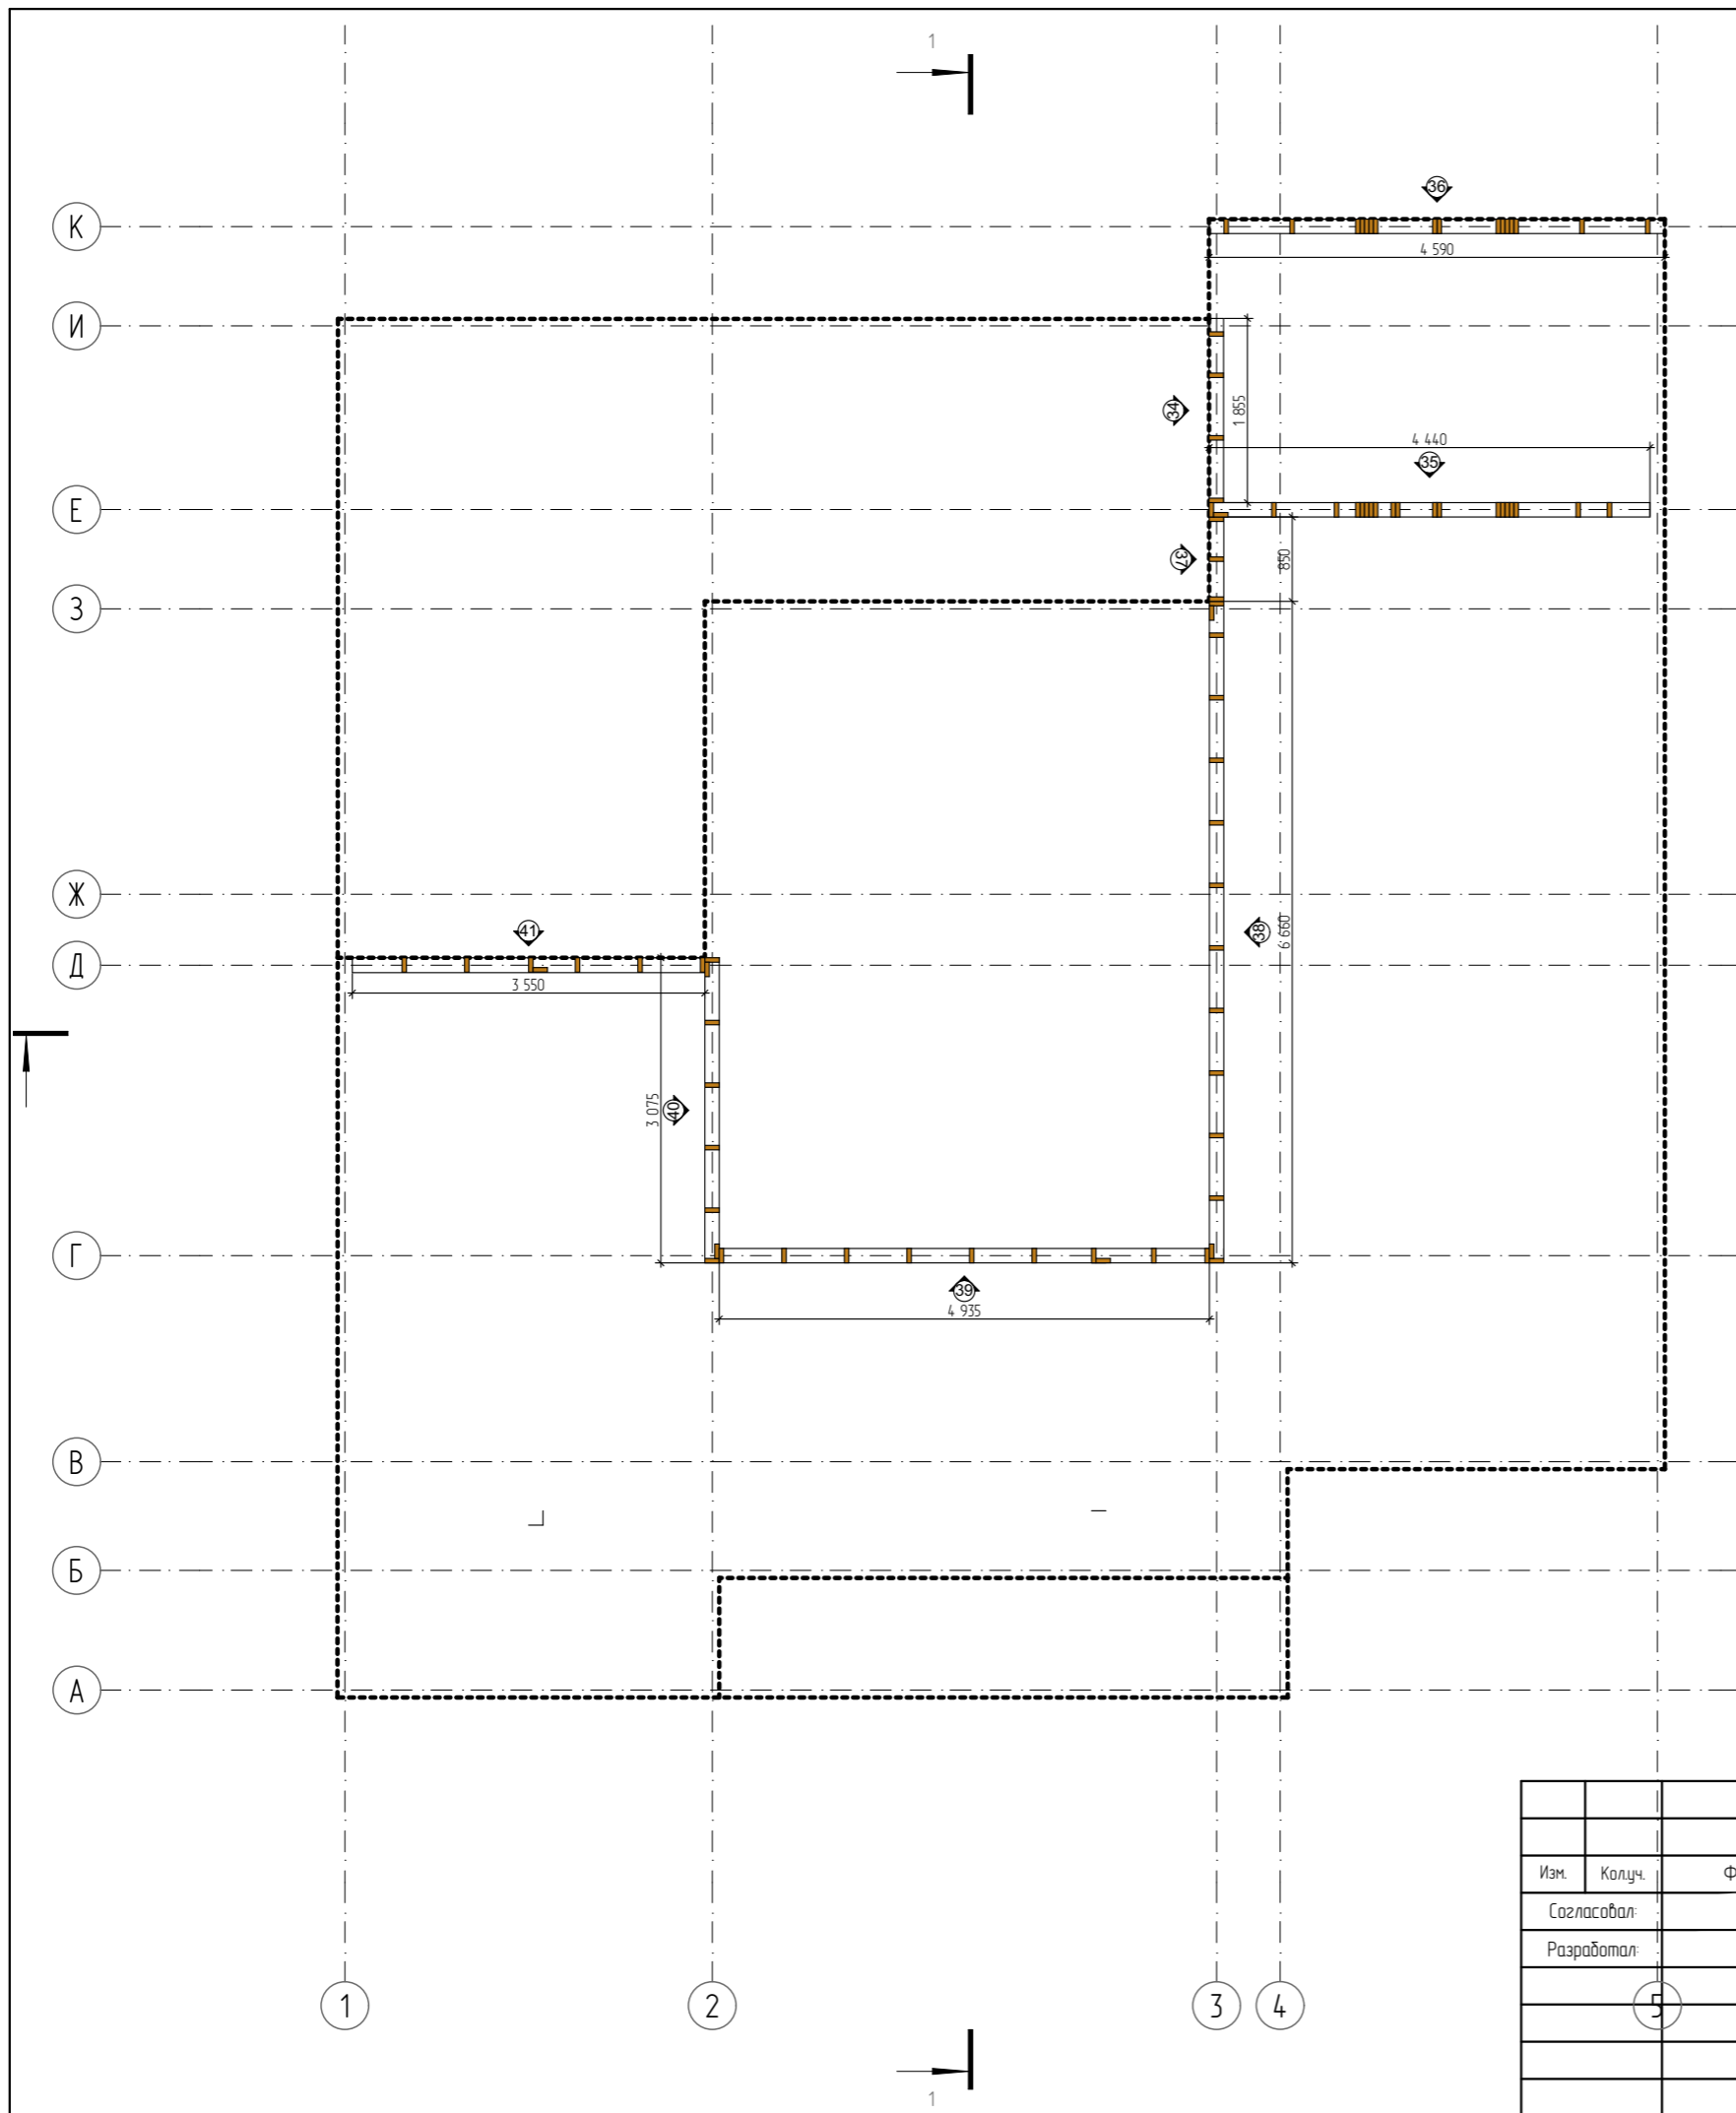 1
36
К
4 590
И
34
1 855
4 440
35
Е
37
850
З
Ж
38
6 660
41
Д
3 550
3 075
40
Г
39
4 935
В
Б
А
Изм. Кол.уч. Ф
Согласовал:
Разработал:
1 2 3 4 5
1